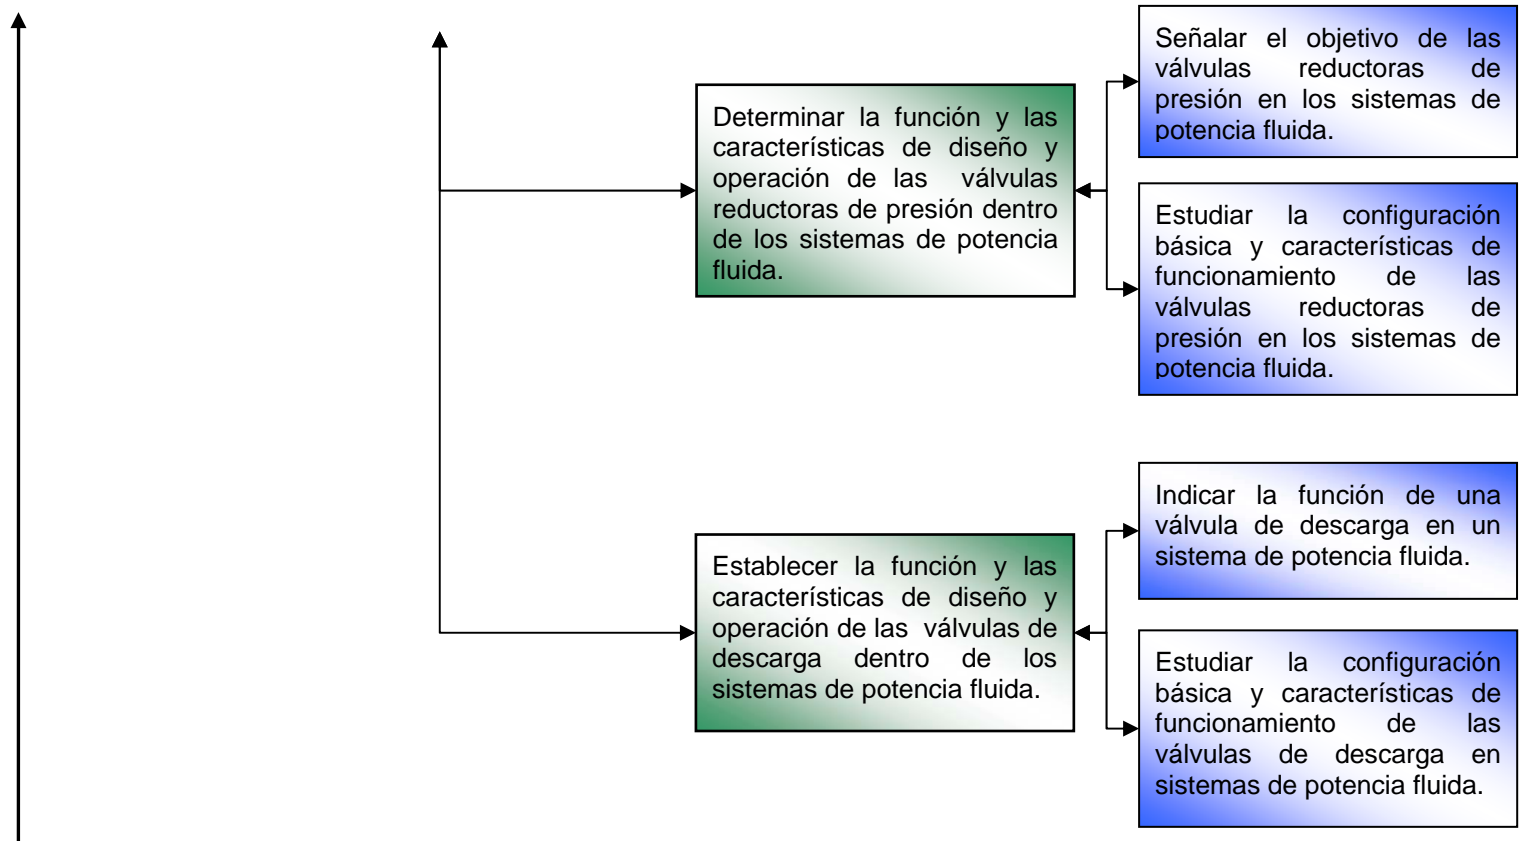 Señalar el objetivo de las
válvulas reductoras de
presión en los sistemas de
potencia fluida.
Determinar la función y las
características de diseño y
operación de las válvulas
reductoras de presión dentro
de los sistemas de potencia
fluida.
Estudiar la configuración
básica y características de
funcionamiento de las
válvulas reductoras de
presión en los sistemas de
potencia fluida.
Indicar la función de una
válvula de descarga en un
sistema de potencia fluida.
Establecer la función y las
características de diseño y
operación de las válvulas de
descarga dentro de los
sistemas de potencia fluida.
Estudiar la configuración
básica y características de
funcionamiento de las
válvulas de descarga en
sistemas de potencia fluida.